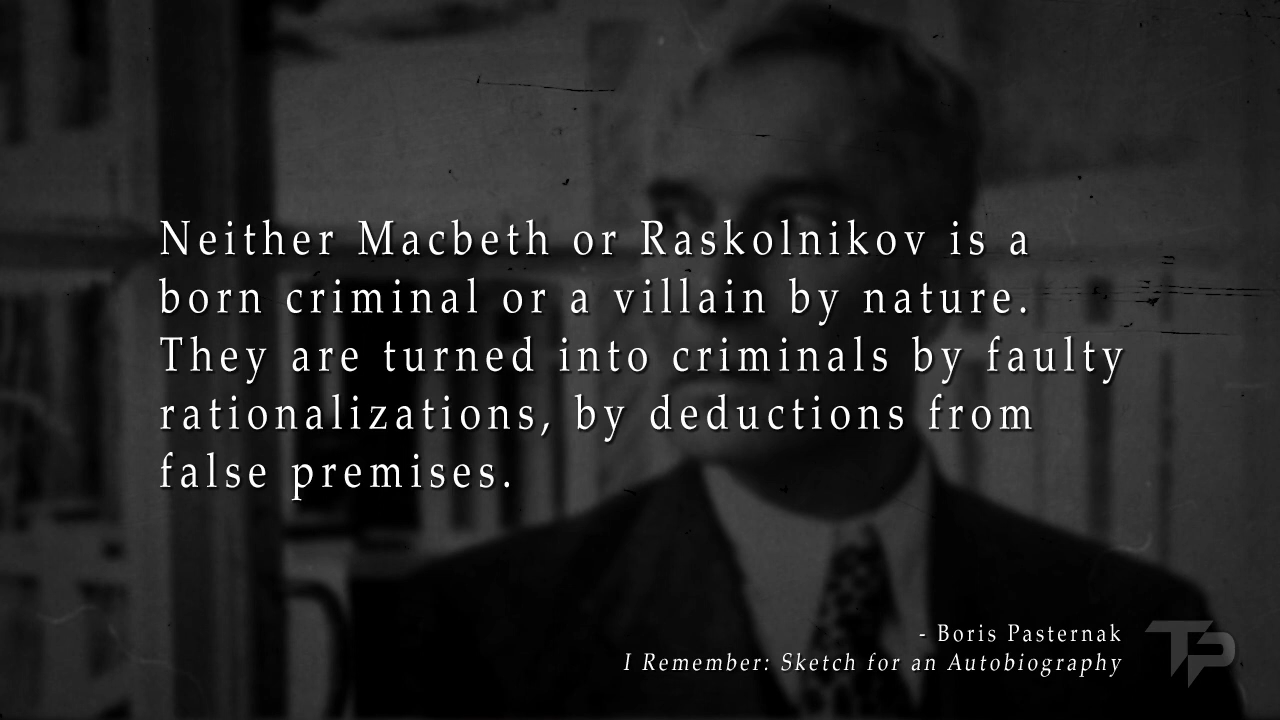 Neither Macbeth or Raskolnikov is a
born criminal or a villain by nature.
They are turned into criminals by faulty
rationalizations, by deductions from
false premises.
- Boris Pasternak
I Remember: Sketch for an Autobiography
TP